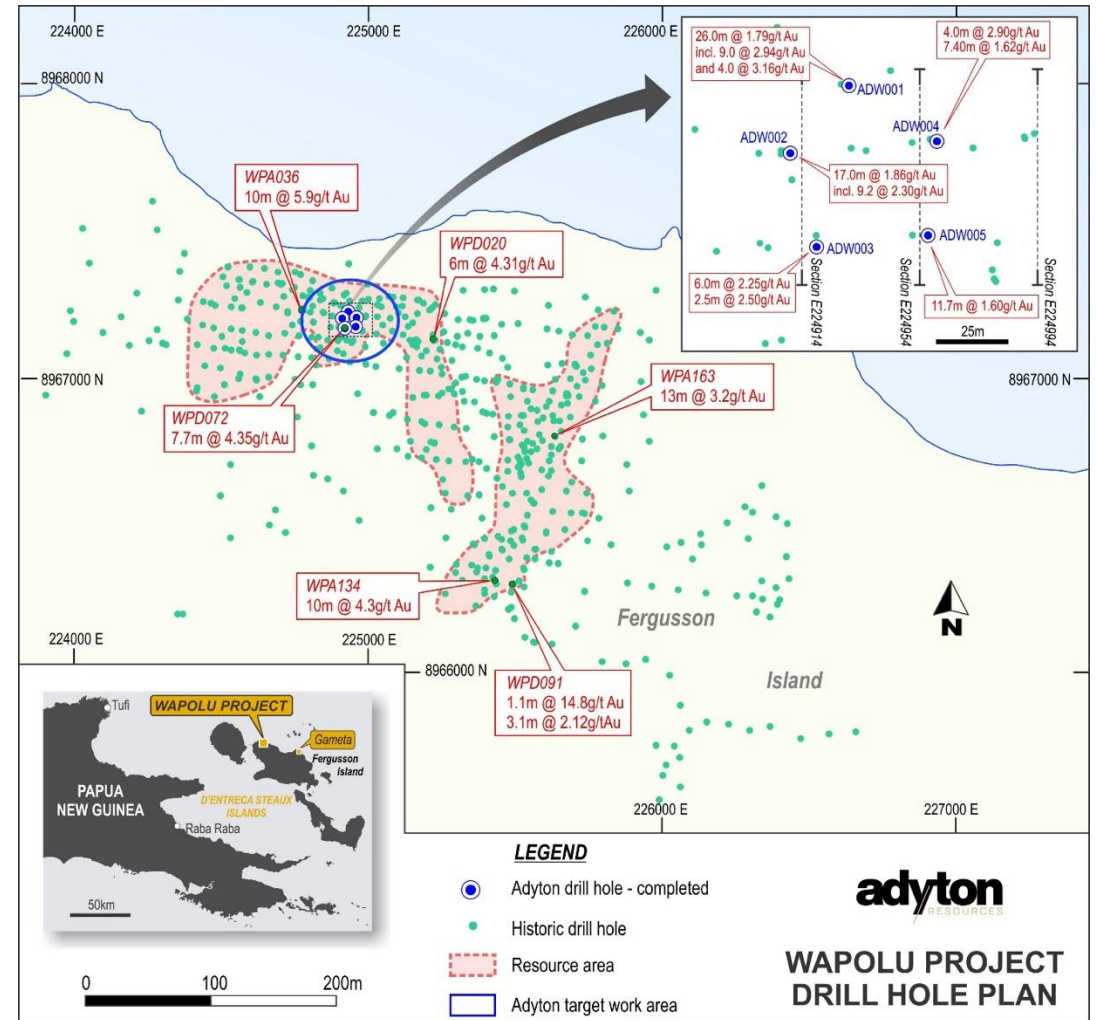 224000 E
225000 E
226000 E
8968000 N
26.0m @ 1.79g/t Au
incl. 9.0 @ 2.94g/t Au
and 4.0 @ 3.16g/t Au
4.0m @ 2.90g/t Au
7.40m @ 1.62g/t Au
ADW001
ADW002
ADW004
17.0m @ 1.86g/t Au
incl. 9.2 @ 2.30g/t Au
ADW003
ADW005
6.0m @ 2.25g/t Au
2.5m @ 2.50g/t Au
11.7m @ 1.60g/t Au
Section E224914
Section E224954
Section E224994
25m
WPA036
10m @ 5.9g/t Au
WPD020
6m @ 4.31g/t Au
8967000 N
8967000 N
WPA163
13m @ 3.2g/t Au
WPD072
7.7m @ 4.35g/t Au
WPA134
10m @ 4.3g/t Au
Fergusson
Island
N
224000 E
225000 E
8966000 N
WPD091
1.1m @ 14.8g/t Au
3.1m @ 2.12g/tAu
Tufi
WAPOLU PROJECT
Gameta
Fergusson
Island
PAPUA
NEW GUINEA
D'ENTRECA STEAUX
ISLANDS
Raba Raba
50km
226000 E
227000 E
LEGEND
Adyton drill hole - completed
Historic drill hole
Resource area
Adyton target work area
0 100 200m
adyton
RESOURCES
WAPOLU PROJECT
DRILL HOLE PLAN